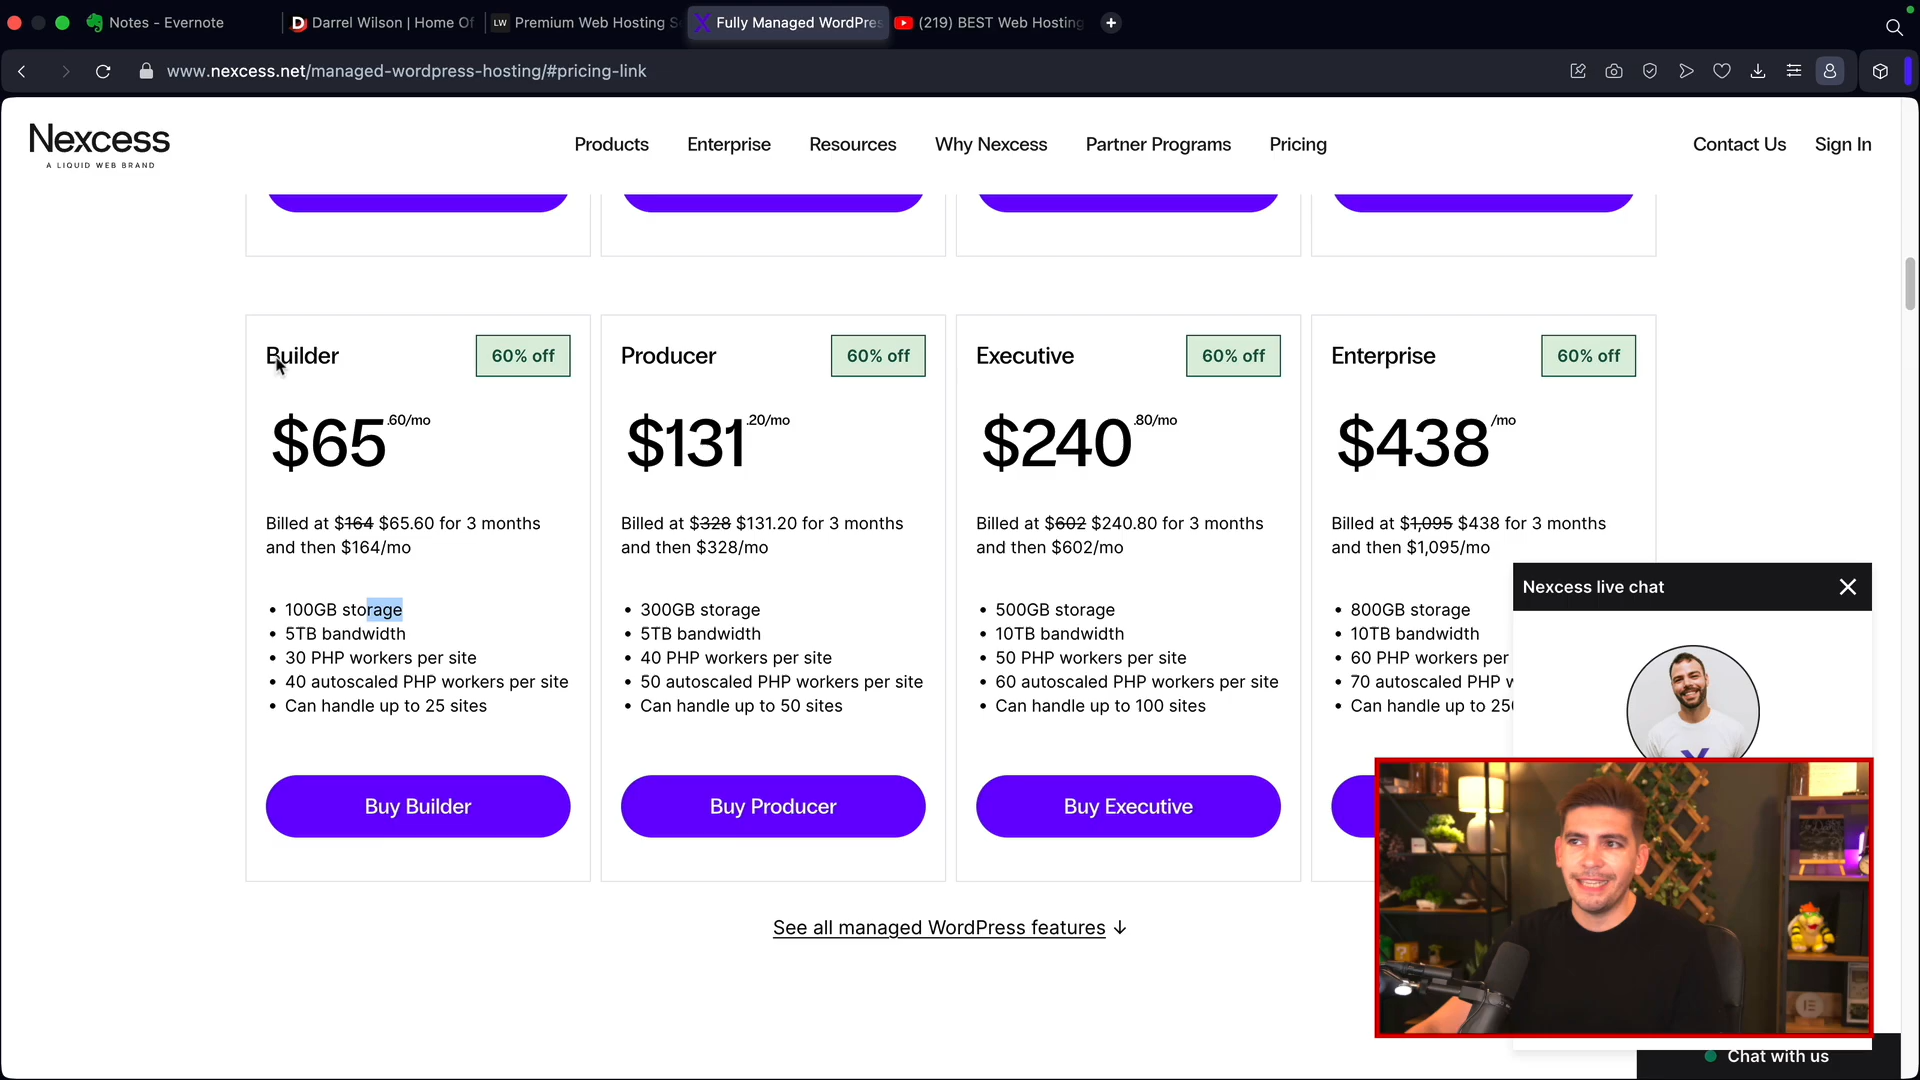 Notes - Evernote
Darrel Wilson | Home Of
LW Premium Web Hosting S
Fully Managed WordPres
(219) BEST Web Hosting
www.nexcess.net/managed-wordpress-hosting/#pricing-link
Nexcess
A LIQUID WEB BRAND
Products
Enterprise
Resources
Why Nexcess
Partner Programs
Pricing
Contact Us
Sign In
Builder
60% off
$65.60/mo
Billed at $164 $65.60 for 3 months
and then $164/mo
• 100GB storage
• 5TB bandwidth
• 30 PHP workers per site
• 40 autoscaled PHP workers per site
• Can handle up to 25 sites
Buy Builder
Producer
60% off
$131.20/mo
Billed at $328 $131.20 for 3 months
and then $328/mo
• 300GB storage
• 5TB bandwidth
• 40 PHP workers per site
• 50 autoscaled PHP workers per site
• Can handle up to 50 sites
Buy Producer
Executive
60% off
$240.80/mo
Billed at $602 $240.80 for 3 months
and then $602/mo
• 500GB storage
• 10TB bandwidth
• 50 PHP workers per site
• 60 autoscaled PHP workers per site
• Can handle up to 100 sites
Buy Executive
Enterprise
60% off
$438/mo
Billed at $1,095 $438 for 3 months
and then $1,095/mo
• 800GB storage
• 10TB bandwidth
• 60 PHP workers per
• 70 autoscaled PHP
• Can handle up to
See all managed WordPress features ↓
Nexcess live chat
Chat with us